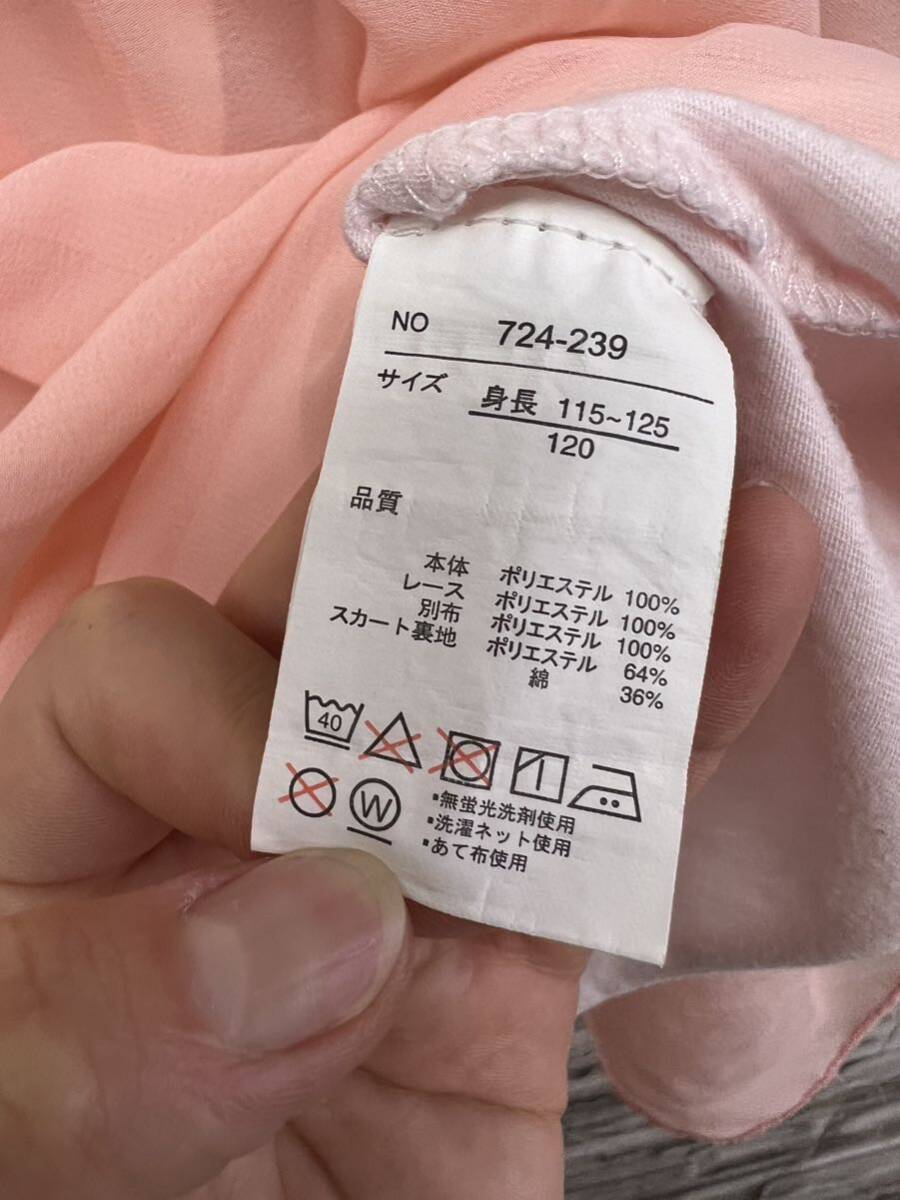 NO 724-239
サイズ 身長 115~125
120
品質
本体 ポリエステル 100%
レース ポリエステル 100%
別布 ポリエステル 100%
スカート裏地 ポリエステル 64%
綿 36%
40
W
▪無蛍光洗剤使用
▪洗濯ネット使用
▪あて布使用